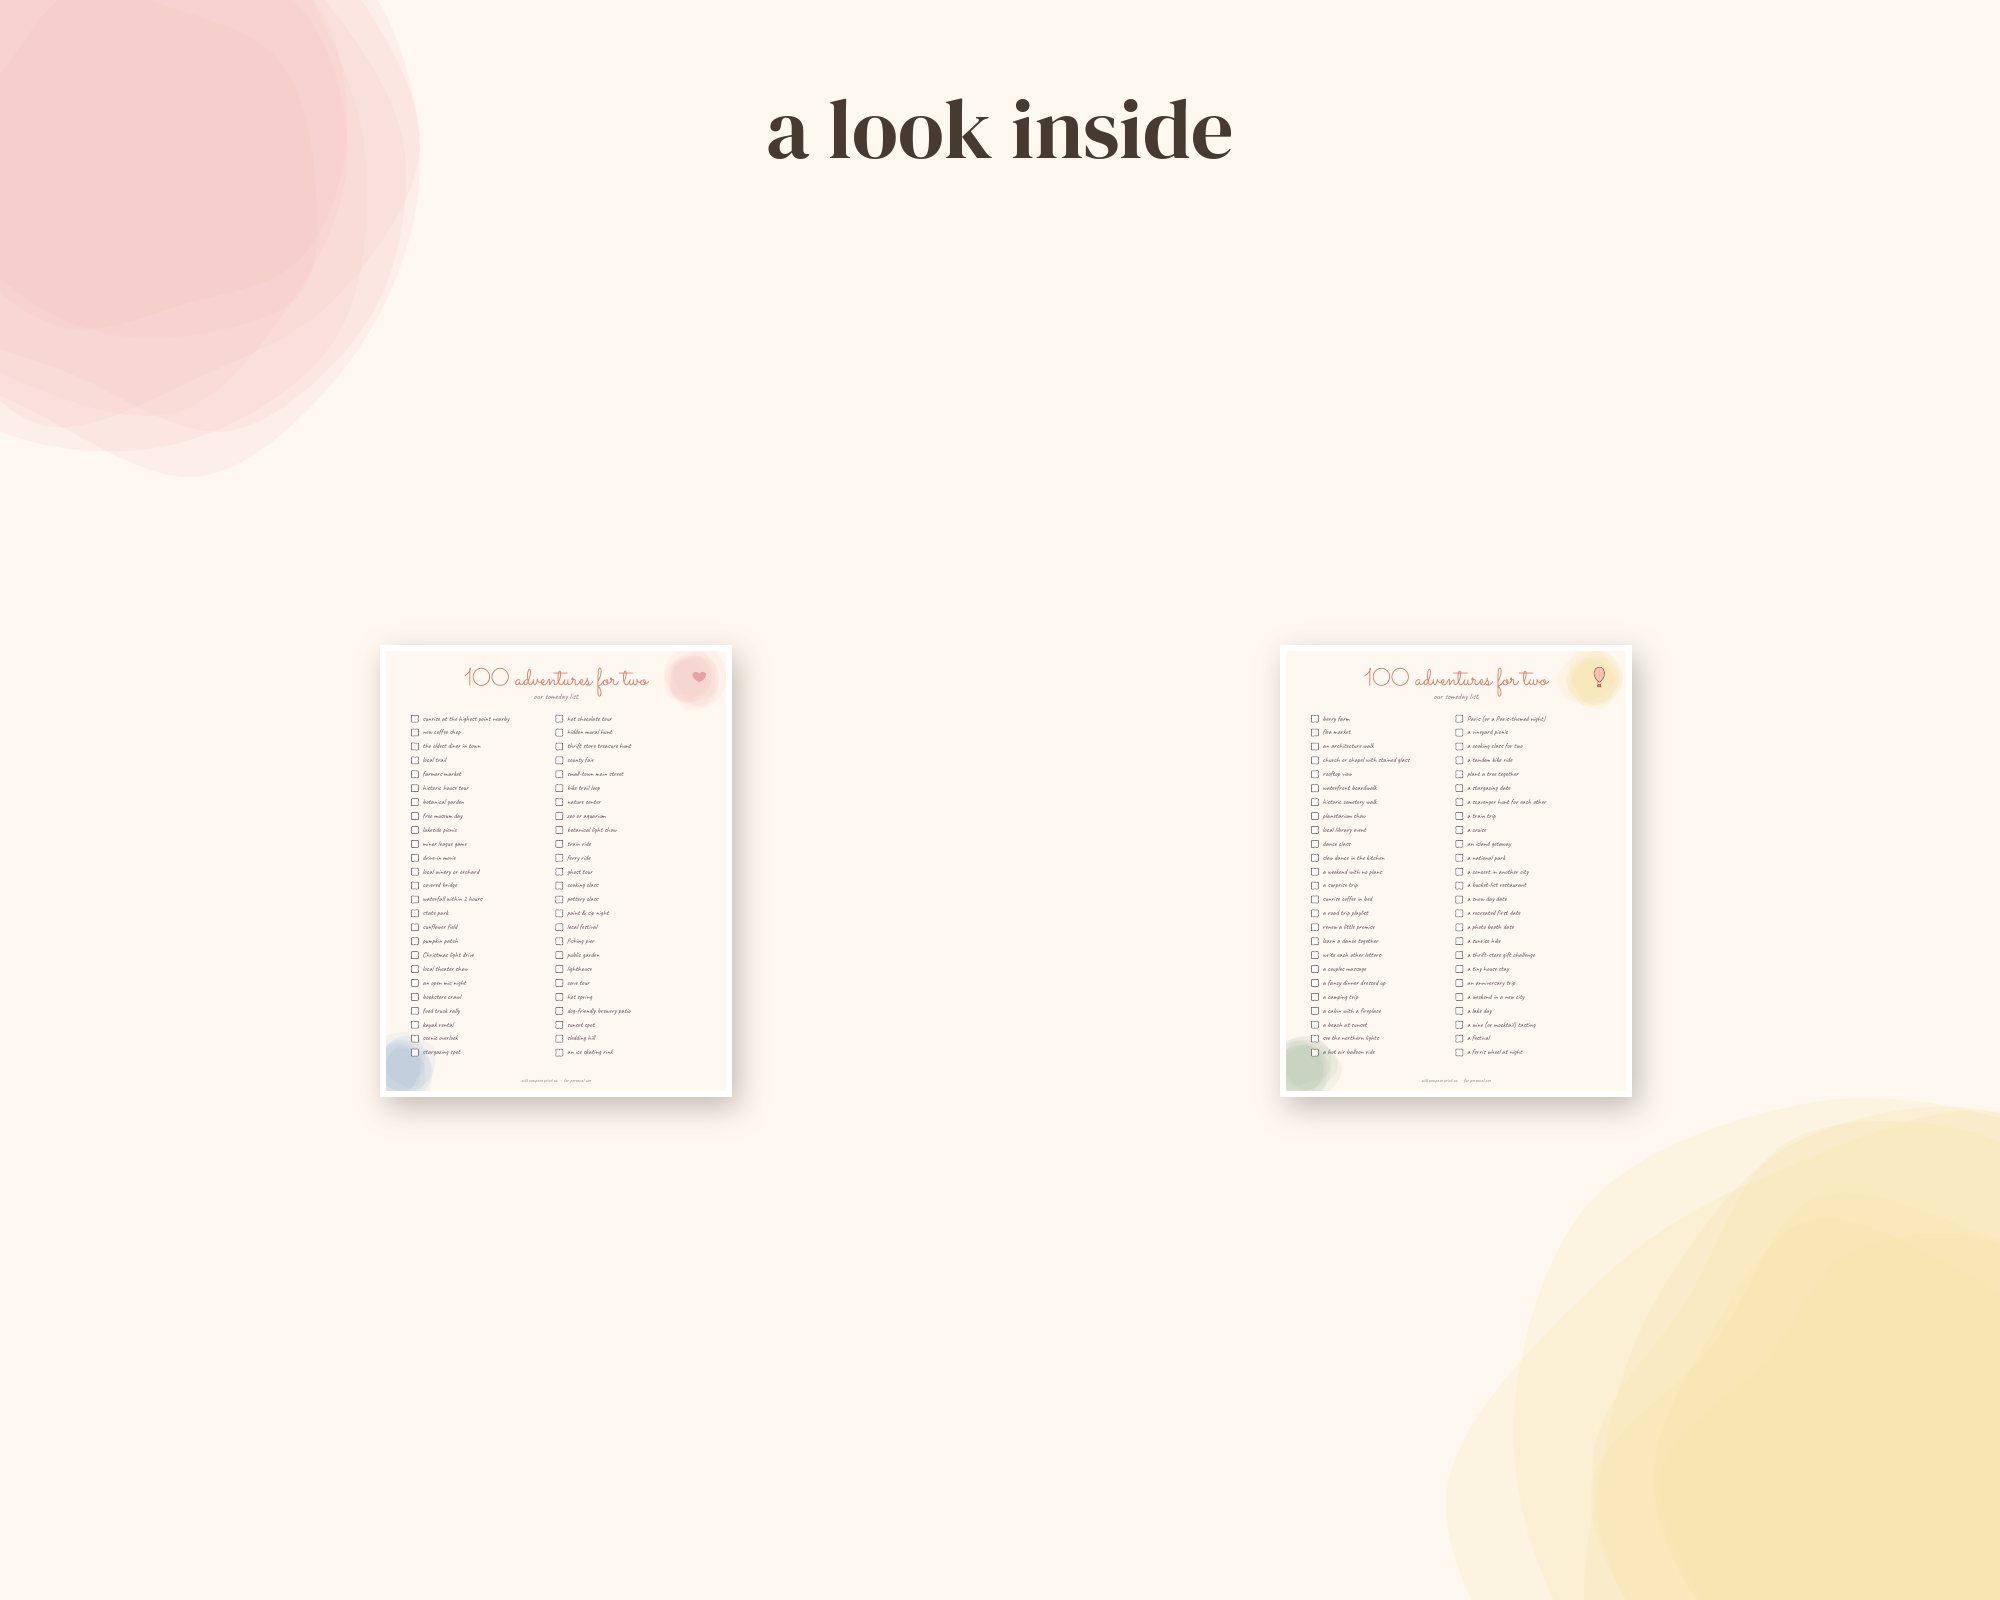 a look inside
100 adventures for two
our someday list
sunrise at the highest point nearby
new coffee shop
the oldest diner in town
local trail
farmers market
historic house tour
botanical garden
free museum day
lakeside picnic
minor league game
drive-in movie
local winery or orchard
covered bridge
waterfall within 2 hours
state park
sunflower field
pumpkin patch
Christmas light drive
local theater show
an open mic night
bookstore crawl
food truck rally
kayak rental
scenic overlook
stargazing spot
hot chocolate tour
hidden mural hunt
thrift store treasure hunt
county fair
small-town main street
bike trail loop
nature center
zoo or aquarium
botanical light show
train ride
ferry ride
ghost tour
cooking class
pottery class
paint & sip night
local festival
fishing pier
public garden
lighthouse
cave tour
hot spring
dog-friendly brewery patio
sunset spot
sledding hill
an ice skating rink
for personal use
100 adventures for two
our someday list
berry farm
flea market
an architecture walk
church or chapel with stained glass
rooftop view
waterfront boardwalk
historic cemetery walk
planetarium show
local library event
dance class
slow dance in the kitchen
a weekend with no plans
a surprise trip
sunrise coffee in bed
a road trip playlist
renew a little promise
learn a dance together
write each other letters
a couples massage
a fancy dinner dressed up
a camping trip
a cabin with a fireplace
a beach at sunset
see the northern lights
a hot air balloon ride
Paris (or a Paris-themed night)
a vineyard picnic
a cooking class for two
a tandem bike ride
plant a tree together
a stargazing date
a scavenger hunt for each other
a train trip
a cruise
an island getaway
a national park
a concert in another city
a bucket-list restaurant
a snow day date
a recreated first date
a photo booth date
a sunrise hike
a thrift-store gift challenge
a tiny house stay
an anniversary trip
a weekend in a new city
a lake day
a wine (or mocktail) tasting
a festival
a ferris wheel at night
for personal use